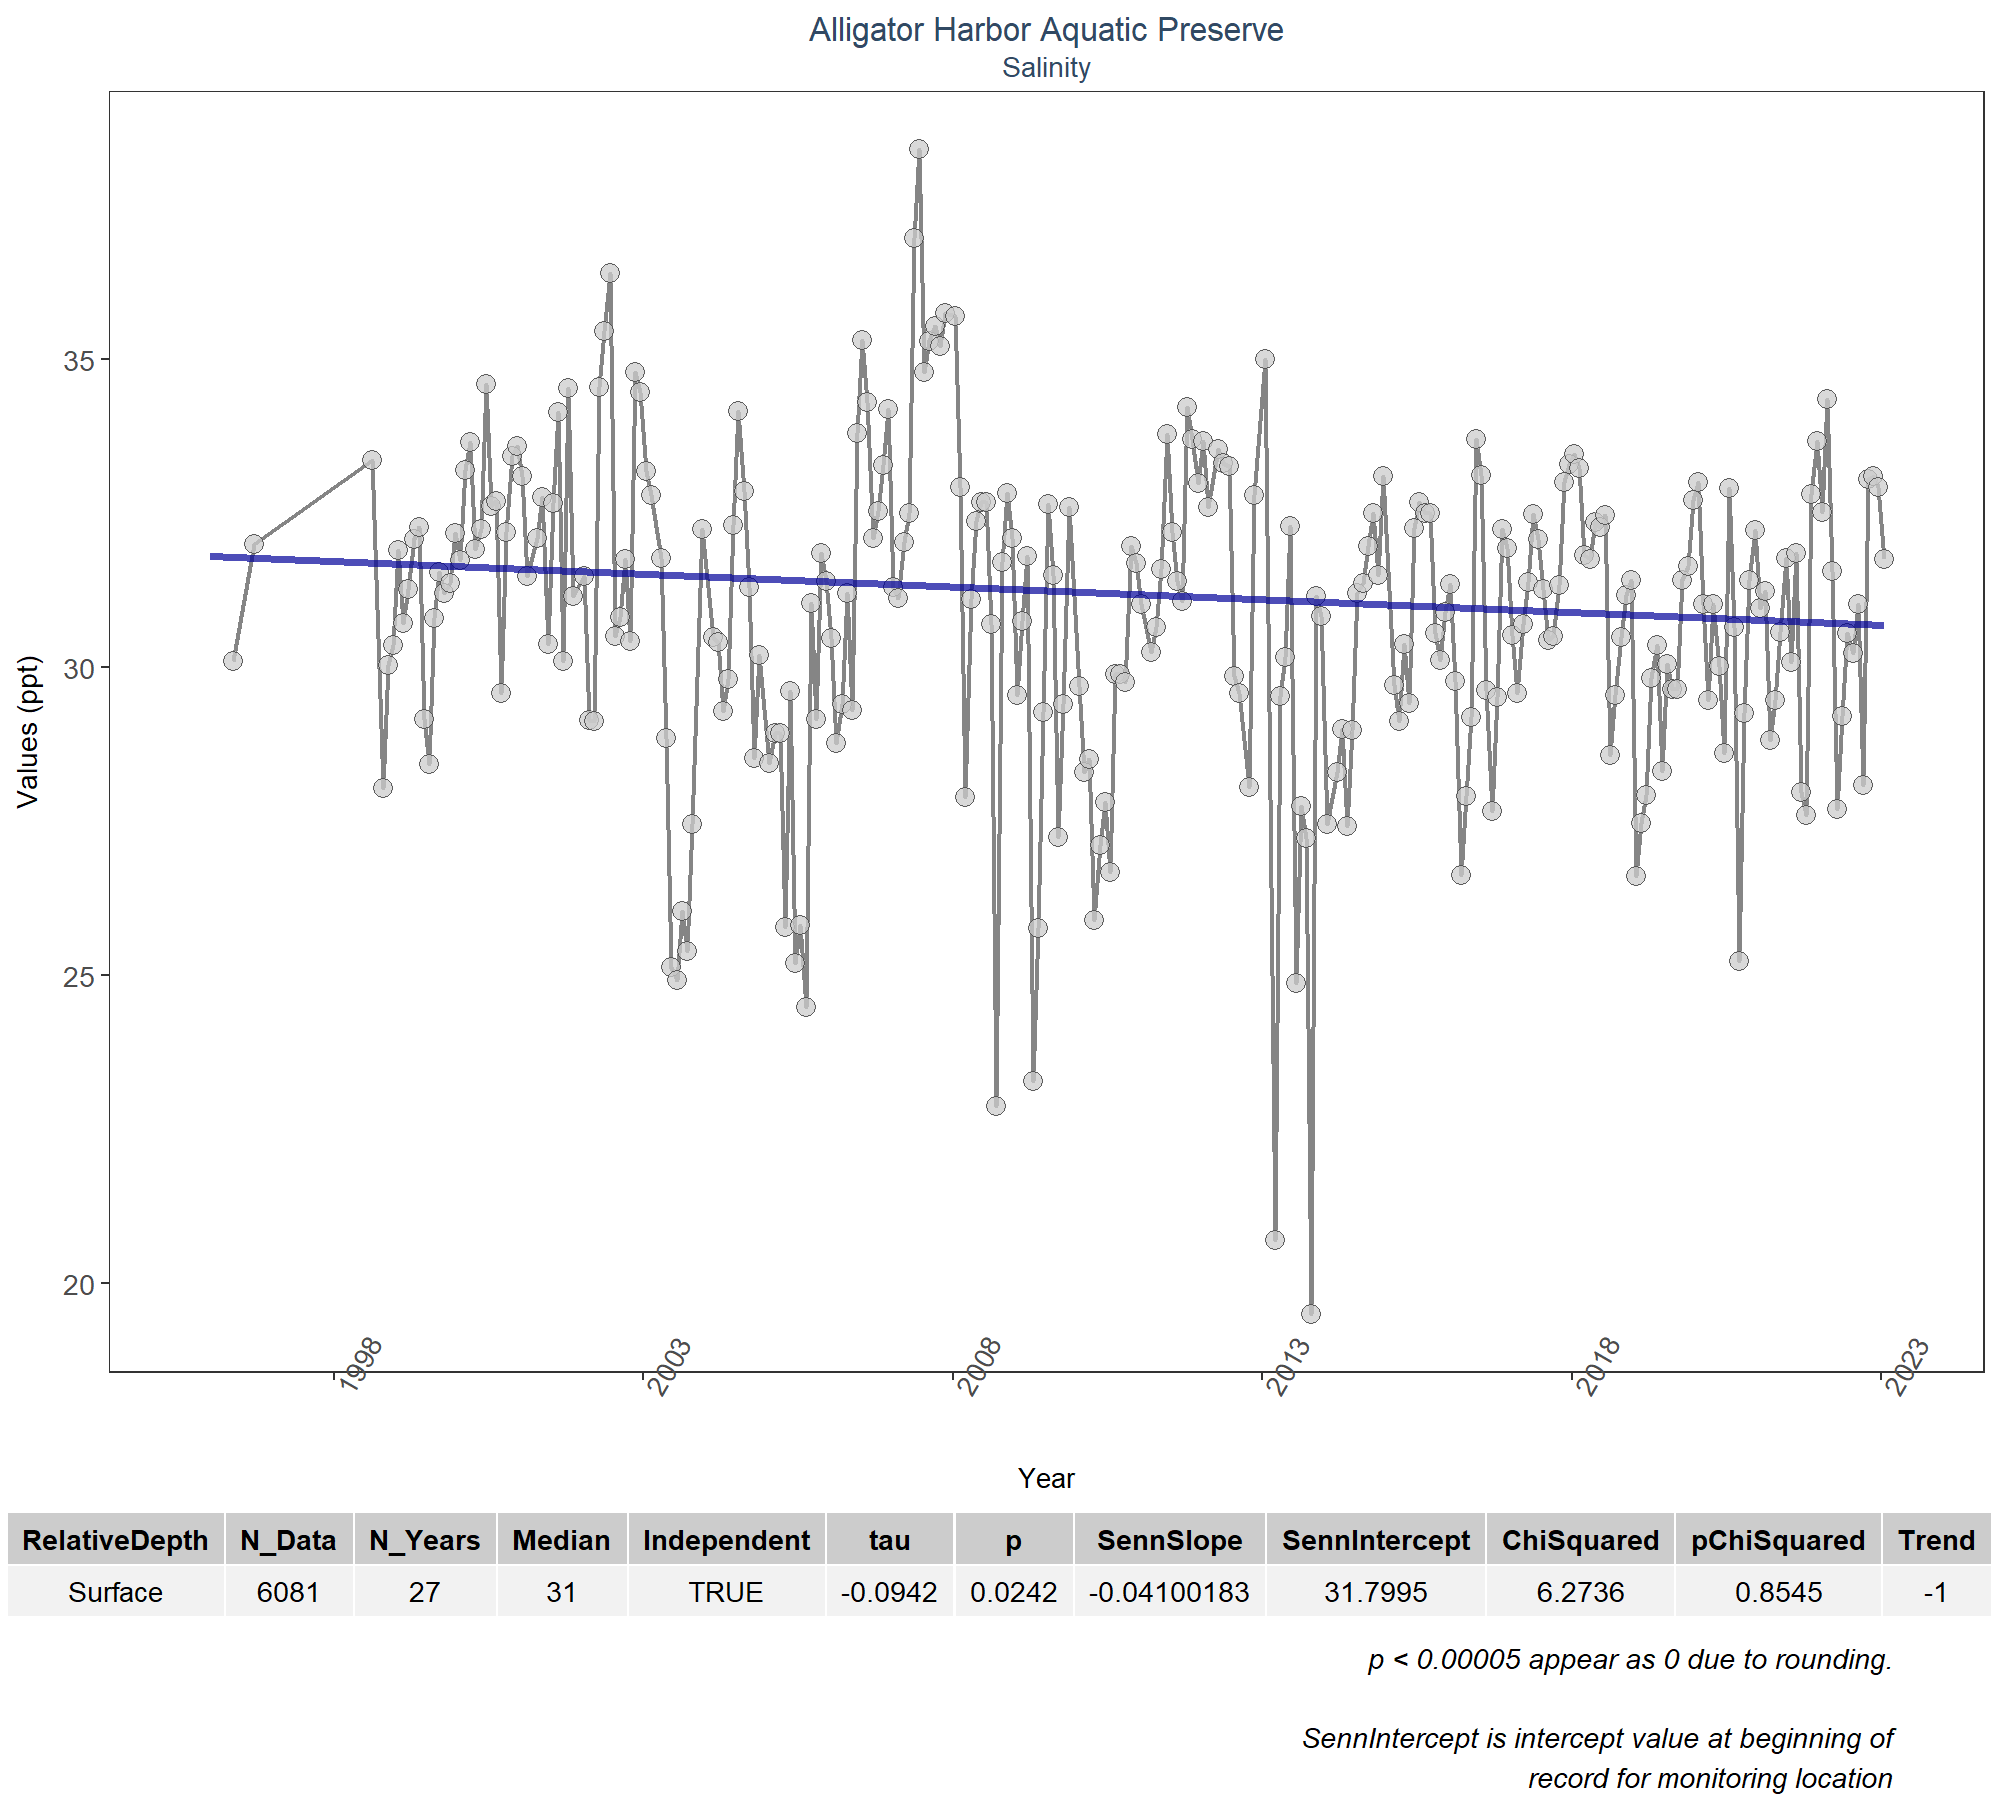 Alligator Harbor Aquatic Preserve
Salinity
35
30
25
20
Values (ppt)
1998
2003
2008
2013
2018
2023
Year
RelativeDepth N_Data N_Years Median Independent tau p SennSlope SennIntercept ChiSquared pChiSquared Trend
Surface 6081 27 31 TRUE -0.0942 0.0242 -0.04100183 31.7995 6.2736 0.8545 -1
p < 0.00005 appear as 0 due to rounding.
SennIntercept is intercept value at beginning of
record for monitoring location